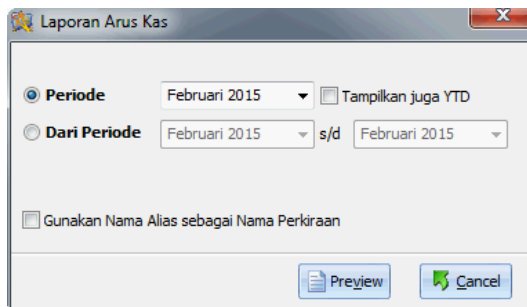 Laporan Arus Kas
Periode Februari 2015 Tampilkan juga YTD
Dari Periode Februari 2015 s/d Februari 2015
Gunakan Nama Alias sebagai Nama Perkiraan
Preview Cancel